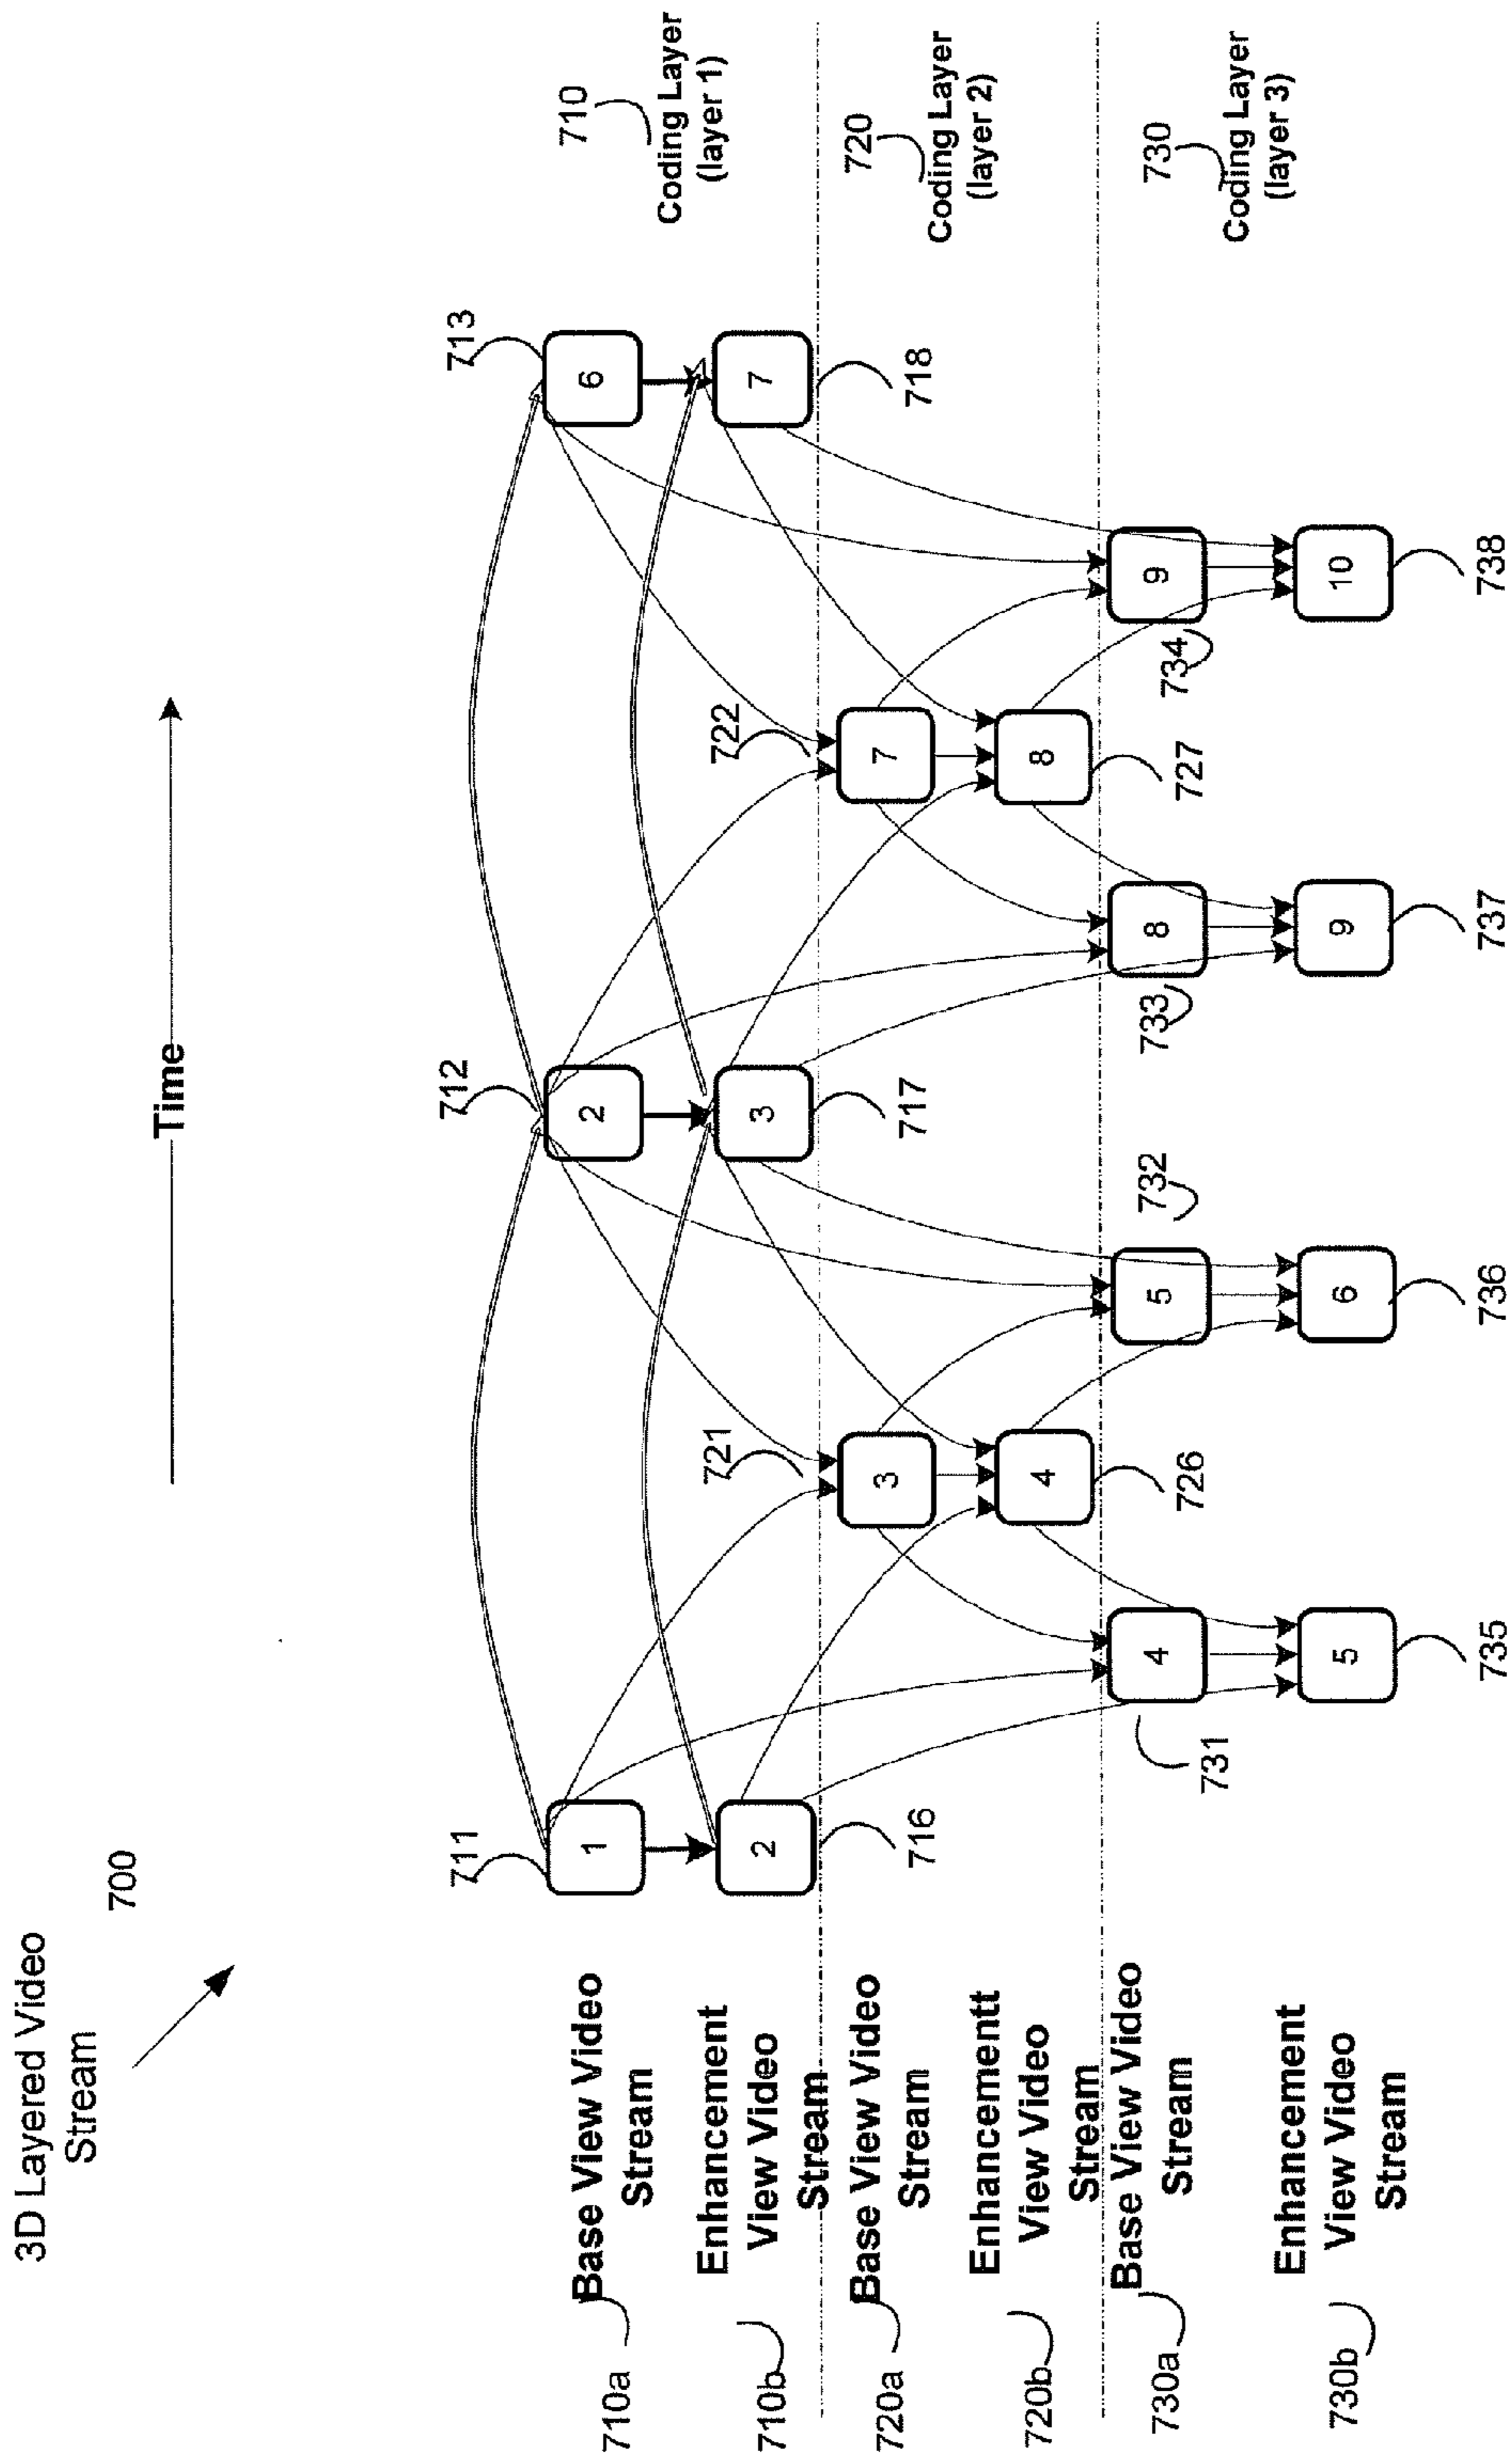 3D Layered Video
Stream
700
Time
710
Coding Layer
(layer 1)
720
Coding Layer
(layer 2)
730
Coding Layer
(layer 3)
710a
Base View Video
Stream
711
1
712
2
713
6
710b
Enhancement
View Video
Stream
2
716
3
717
7
718
720a
Base View Video
Stream
721
3
722
7
720b
Enhancementt
View Video
Stream
4
726
8
727
730a
Base View Video
Stream
731
4
732
5
733
8
734
9
730b
Enhancement
View Video
Stream
5
735
6
736
9
737
10
738